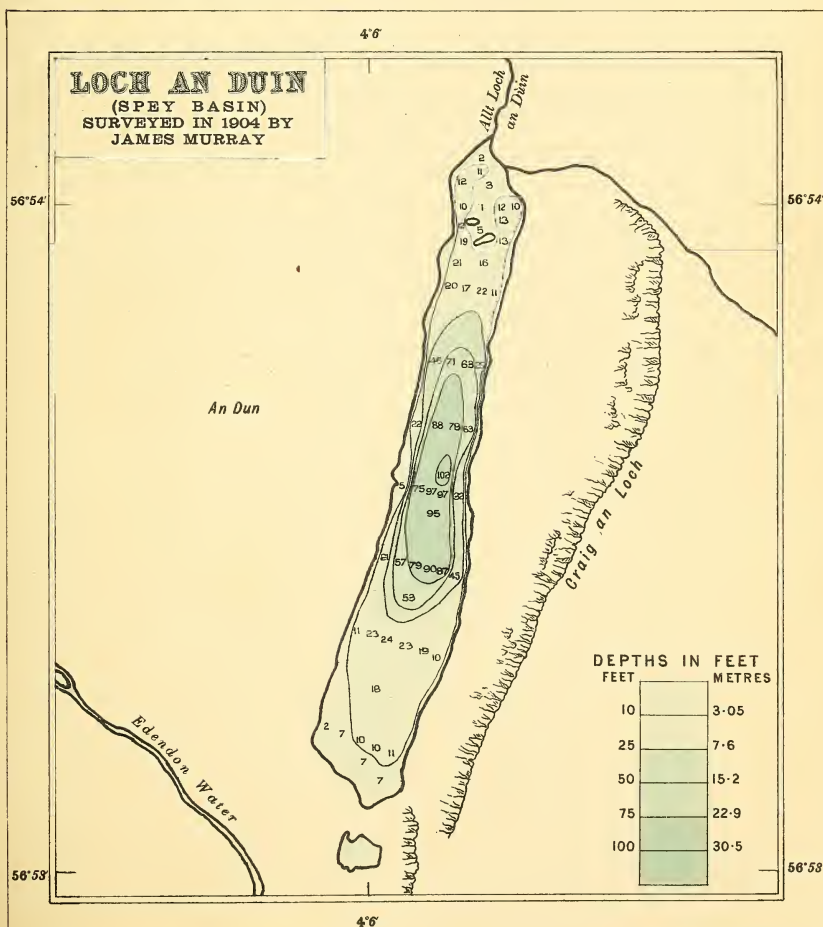 4°6'
LOCH AN DUIN
(SPEY BASIN)
SURVEYED IN 1904 BY
JAMES MURRAY
Allt Loch
an Dùin
56°54'
56°54'
2
11
12 3
10 1 12 10
13
5
19 13
21 16
20 17 22 11
71 68
An Dun
22 88 79 63
102
5 75 97 97 32
95
21 57 79 90 87 45
53
Craig an Loch
11 23 24 23 19 10
18
2 7 10 10 11
7
7
Edendon Water
DEPTHS IN FEET
FEET METRES
10 3·05
25 7·6
50 15·2
75 22·9
100 30·5
56°53'
56°53'
4°6'